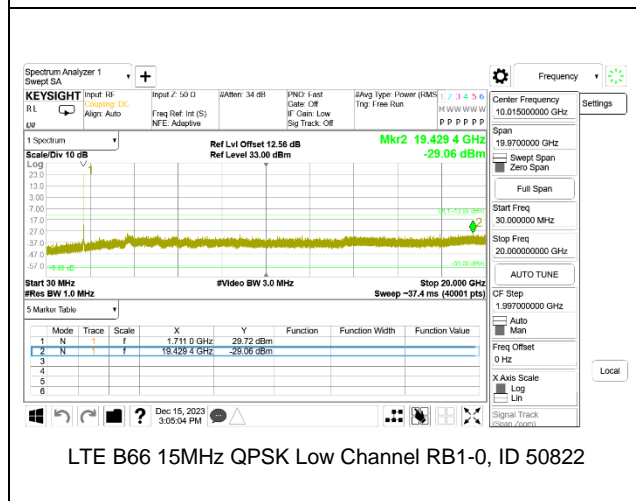 Spectrum Analyzer 1
Swept SA
+
Frequency
Settings
KEYSIGHT
RL
Input: RF
Coupling: DC
Align: Auto
Input Z: 50 Ω
Freq Ref: Int (S)
NFE: Adaptive
#Atten: 34 dB
PNO: Fast
Gate: Off
IF Gain: Low
Sig Track: Off
#Avg Type: Power (RMS
Trig: Free Run
1 2 3 4 5 6
M W W W W W
P P P P P P
1 Spectrum
Scale/Div 10 dB
Log
Ref Lvl Offset 12.56 dB
Ref Level 33.00 dBm
Mkr2 19.429 4 GHz
-29.06 dBm
1
2
23.0
13.0
3.00
-7.00
-17.0
-27.0
-37.0
-47.0
-57.0
DL1 -13.00 dBm
Start 30 MHz
#Res BW 1.0 MHz
#Video BW 3.0 MHz
Stop 20.000 GHz
Sweep ~37.4 ms (40001 pts)
5 Marker Table
Mode Trace Scale X Y Function Function Width Function Value
1 N 1 f 1.711 0 GHz 29.72 dBm
2 N 1 f 19.429 4 GHz -29.06 dBm
3
4
5
6
Center Frequency
10.015000000 GHz
Span
19.9700000 GHz
Swept Span
Zero Span
Full Span
Start Freq
30.000000 MHz
Stop Freq
20.000000000 GHz
AUTO TUNE
CF Step
1.997000000 GHz
Auto
Man
Freq Offset
0 Hz
X Axis Scale
Log
Lin
Signal Track
(Span Zoom)
Local
?
Dec 15, 2023
3:05:04 PM
LTE B66 15MHz QPSK Low Channel RB1-0, ID 50822